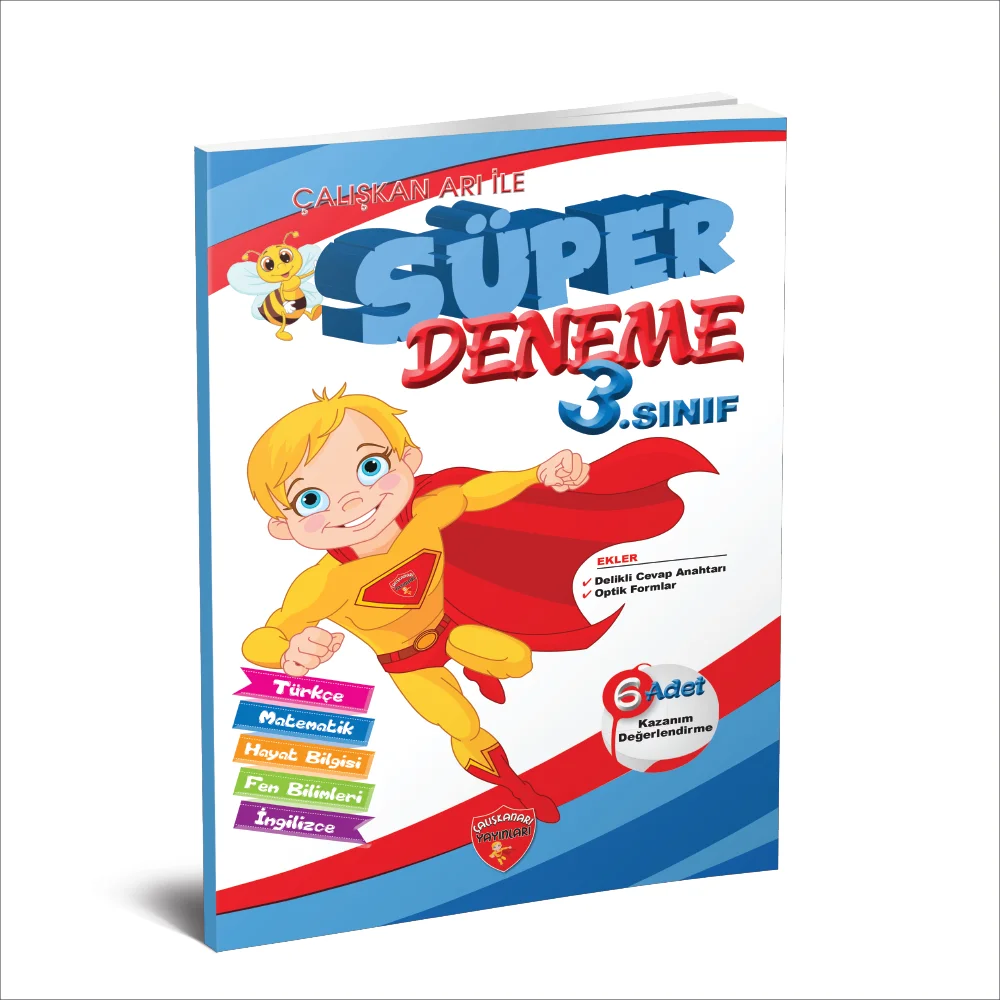 ÇALIŞKAN ARI İLE
SÜPER
DENEME
3.SINIF
EKLER
Delikli Cevap Anahtarı
Optik Formlar
6 Adet
Kazanım
Değerlendirme
Türkçe
Matematik
Hayat Bilgisi
Fen Bilimleri
İngilizce
ÇALIŞKANARI
YAYINLARI